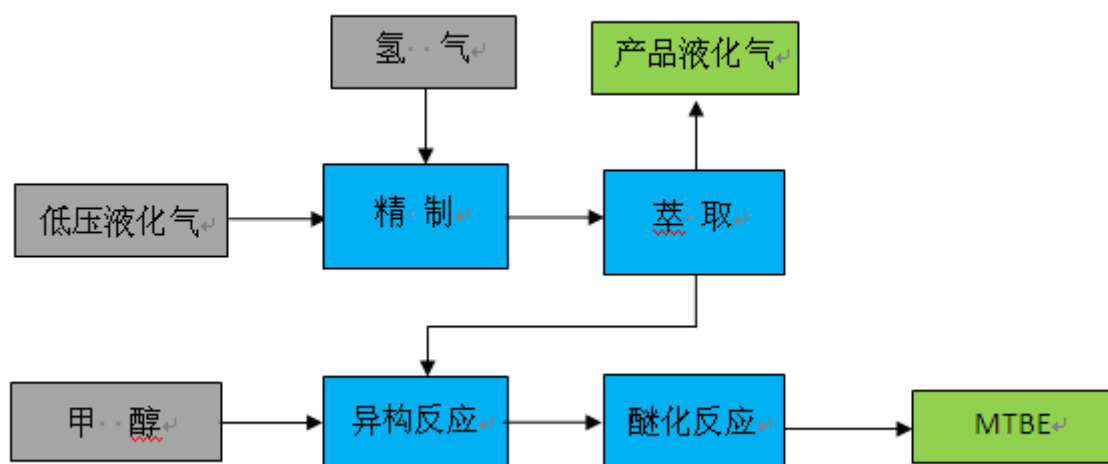 氢 气
产品液化气
低压液化气
精 制
萃 取
甲 醇
异构反应
醚化反应
MTBE